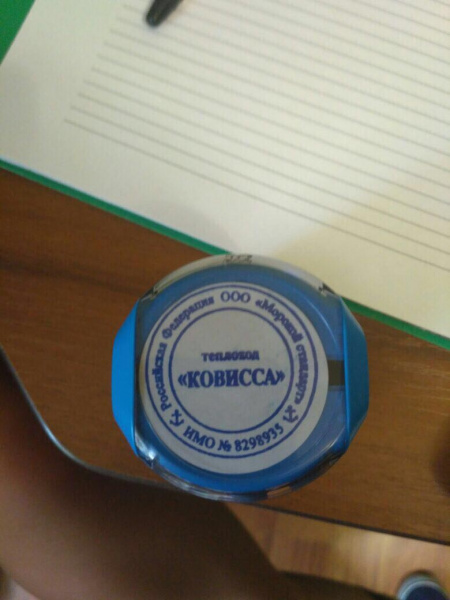 Российская Федерация ООО «Морской стандарт»
теплоход
«КОВИССА»
ИМО № 8298935